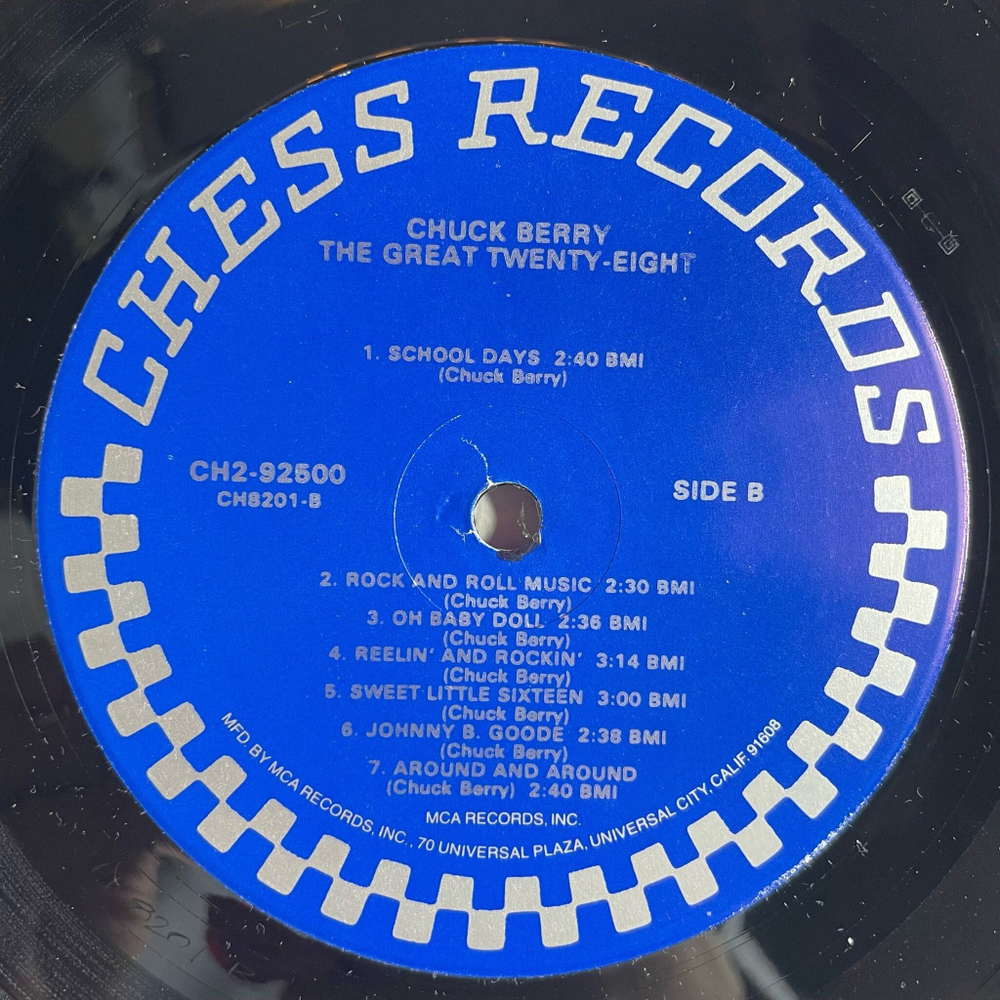 CHESS RECORDS
CHUCK BERRY
THE GREAT TWENTY-EIGHT
1. SCHOOL DAYS 2:40 BMI
(Chuck Berry)
CH2-92500
CH8201-B
SIDE B
2. ROCK AND ROLL MUSIC 2:30 BMI
(Chuck Berry)
3. OH BABY DOLL 2:36 BMI
(Chuck Berry)
4. REELIN' AND ROCKIN' 3:14 BMI
(Chuck Berry)
5. SWEET LITTLE SIXTEEN 3:00 BMI
(Chuck Berry)
6. JOHNNY B. GOODE 2:38 BMI
(Chuck Berry)
7. AROUND AND AROUND
(Chuck Berry) 2:40 BMI
MCA RECORDS, INC.
MFD. BY MCA RECORDS, INC., 70 UNIVERSAL PLAZA, UNIVERSAL CITY, CALIF. 91608